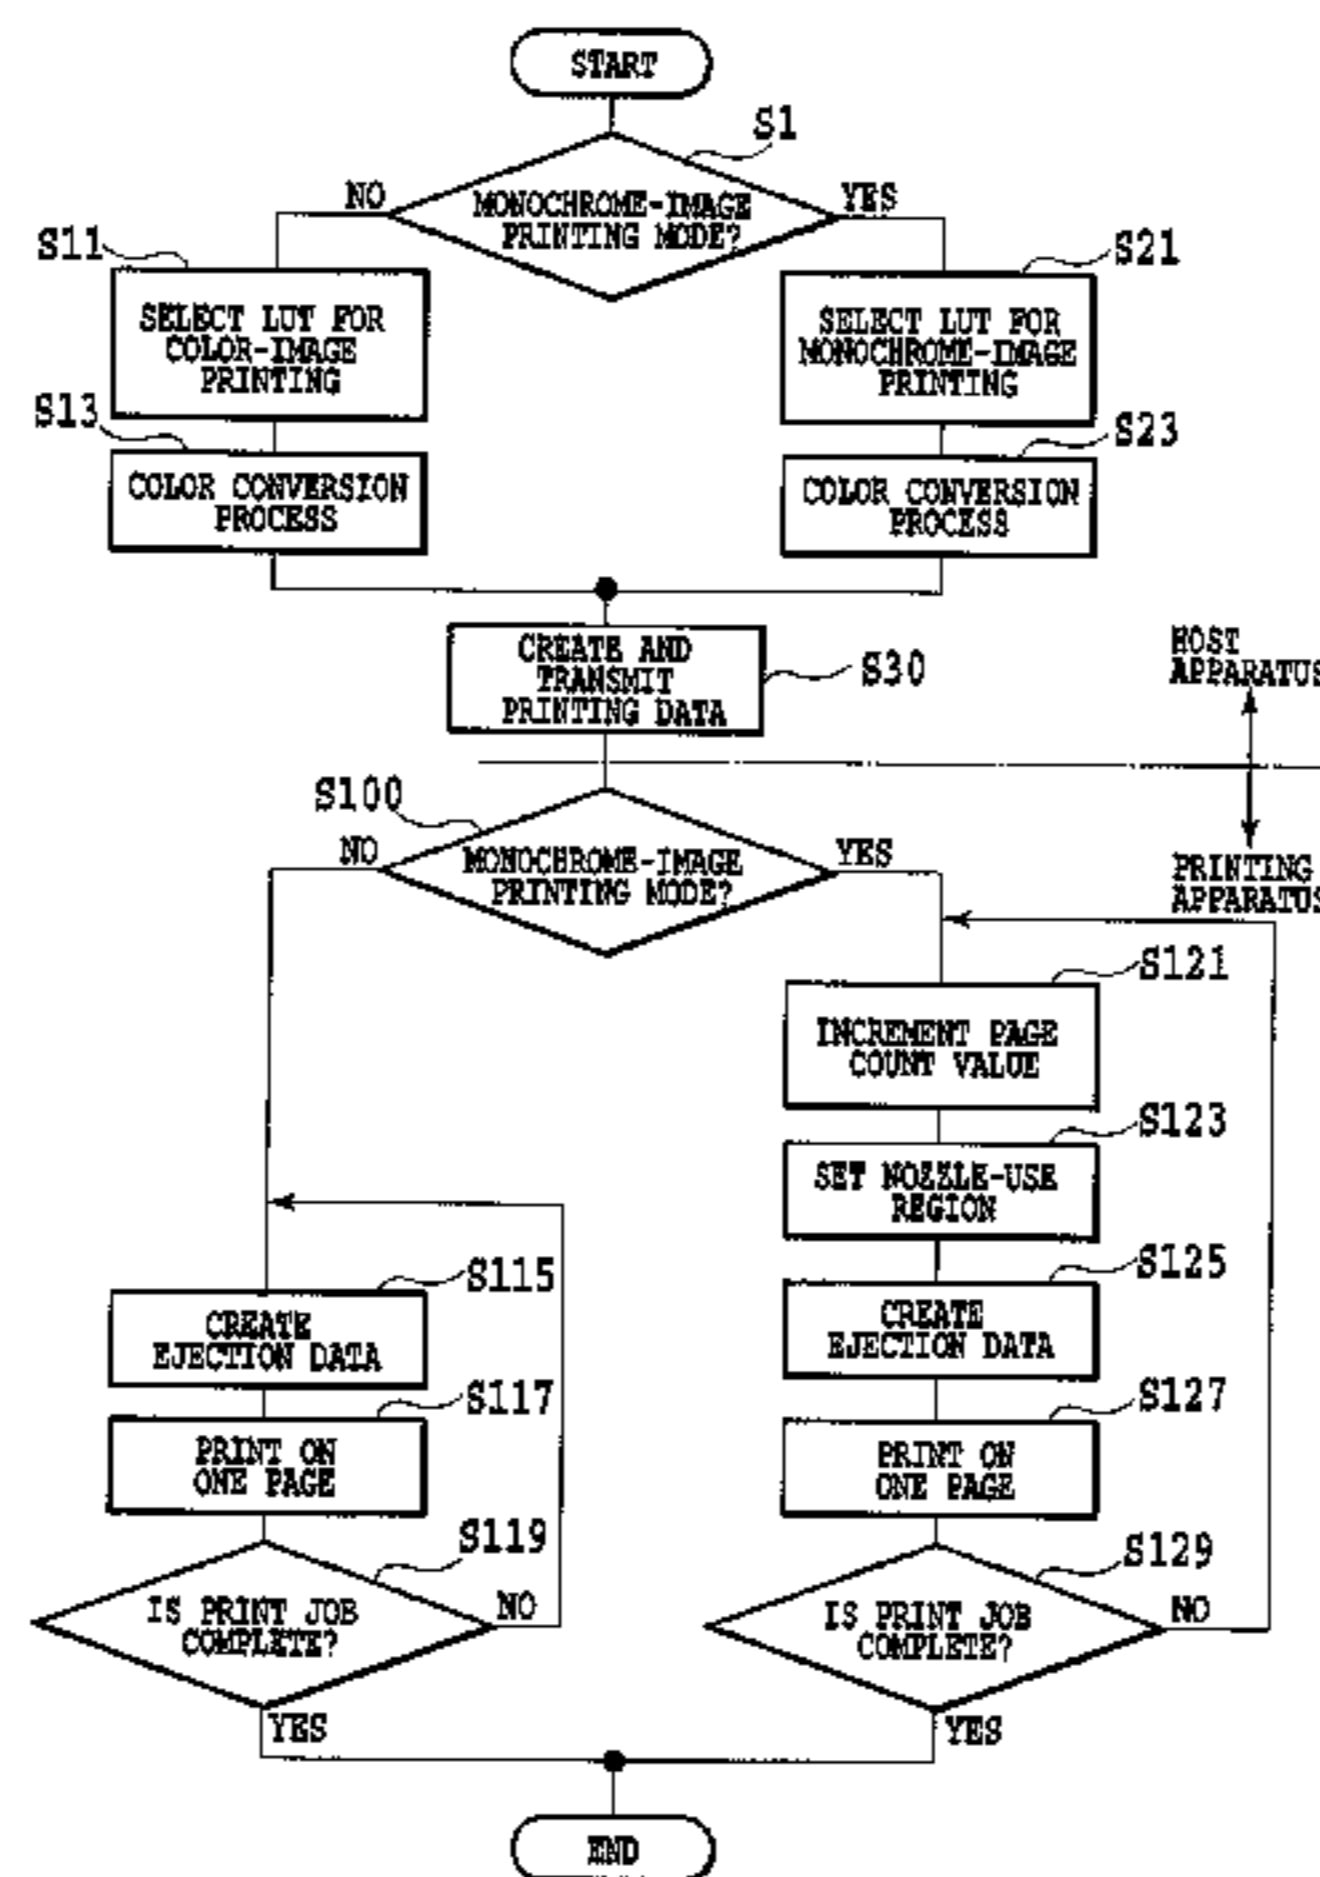 START
S1
NO
MONOCHROME-IMAGE
PRINTING MODE?
YES
S11
SELECT LUT FOR
COLOR-IMAGE
PRINTING
S21
SELECT LUT FOR
MONOCHROME-IMAGE
PRINTING
S13
COLOR CONVERSION
PROCESS
S23
COLOR CONVERSION
PROCESS
CREATE AND
TRANSMIT
PRINTING DATA
S30
HOST
APPARATUS
PRINTING
APPARATUS
S100
NO
MONOCHROME-IMAGE
PRINTING MODE?
YES
S121
INCREMENT PAGE
COUNT VALUE
S123
SET NOZZLE-USE
REGION
S115
CREATE
EJECTION DATA
S125
CREATE
EJECTION DATA
S117
PRINT ON
ONE PAGE
S127
PRINT ON
ONE PAGE
S119
IS PRINT JOB
COMPLETE?
NO
YES
S129
IS PRINT JOB
COMPLETE?
NO
YES
END